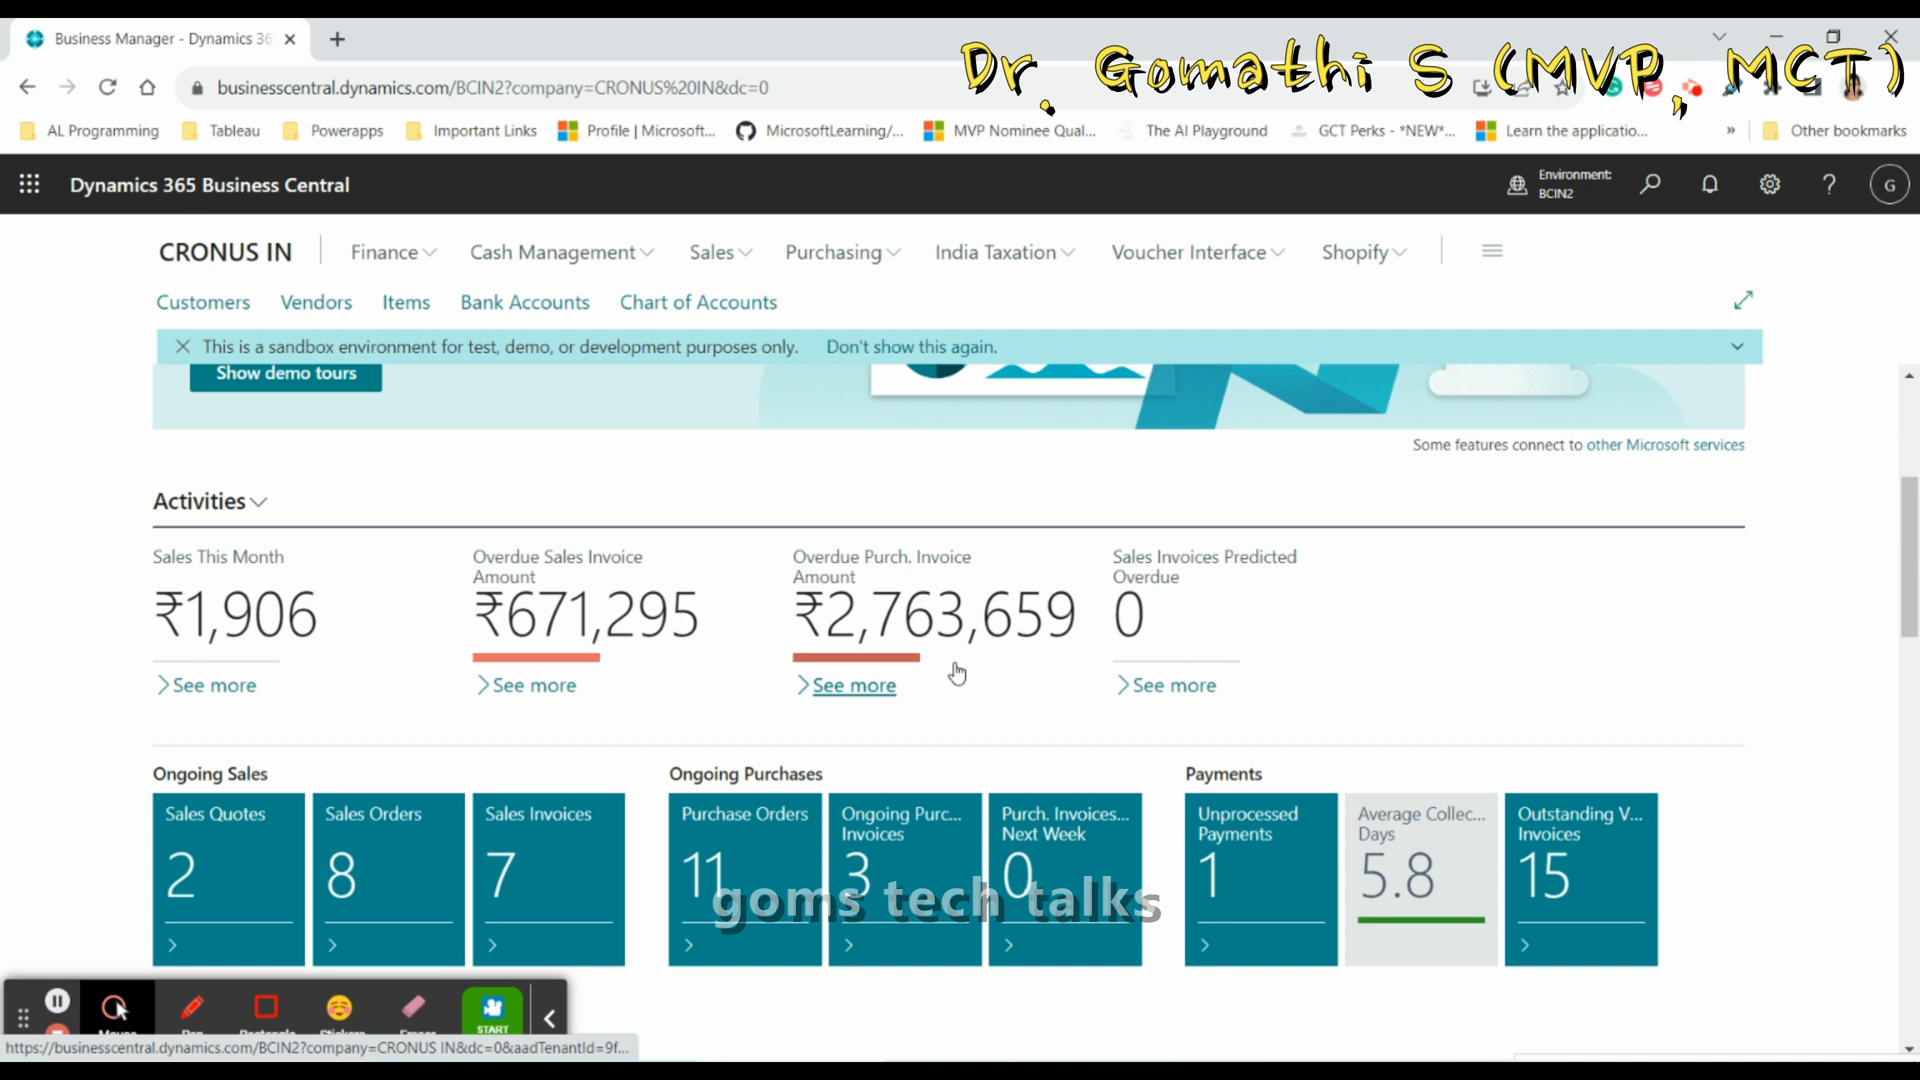 Business Manager - Dynamics 36
Dr. Gomathi S (MVP, MCT)
businesscentral.dynamics.com/BCIN2?company=CRONUS%20IN&dc=0
AL Programming Tableau Powerapps Important Links Profile | Microsoft... MicrosoftLearning/... MVP Nominee Qual... The AI Playground GCT Perks - *NEW*... Learn the applicatio... » Other bookmarks
Dynamics 365 Business Central
Environment:
BCIN2
?
G
CRONUS IN Finance Cash Management Sales Purchasing India Taxation Voucher Interface Shopify
Customers Vendors Items Bank Accounts Chart of Accounts
This is a sandbox environment for test, demo, or development purposes only. Don't show this again.
Show demo tours
Some features connect to other Microsoft services
Activities
Sales This Month
₹1,906
See more
Overdue Sales Invoice
Amount
₹671,295
See more
Overdue Purch. Invoice
Amount
₹2,763,659
See more
Sales Invoices Predicted
Overdue
0
See more
Ongoing Sales
Sales Quotes
2
Sales Orders
8
Sales Invoices
7
Ongoing Purchases
Purchase Orders
11
Ongoing Purc...
Invoices
3
Purch. Invoices...
Next Week
0
Payments
Unprocessed
Payments
1
Average Collec...
Days
5.8
Outstanding V...
Invoices
15
goms tech talks
START
https://businesscentral.dynamics.com/BCIN2?company=CRONUS IN&dc=0&aadTenantId=9f...